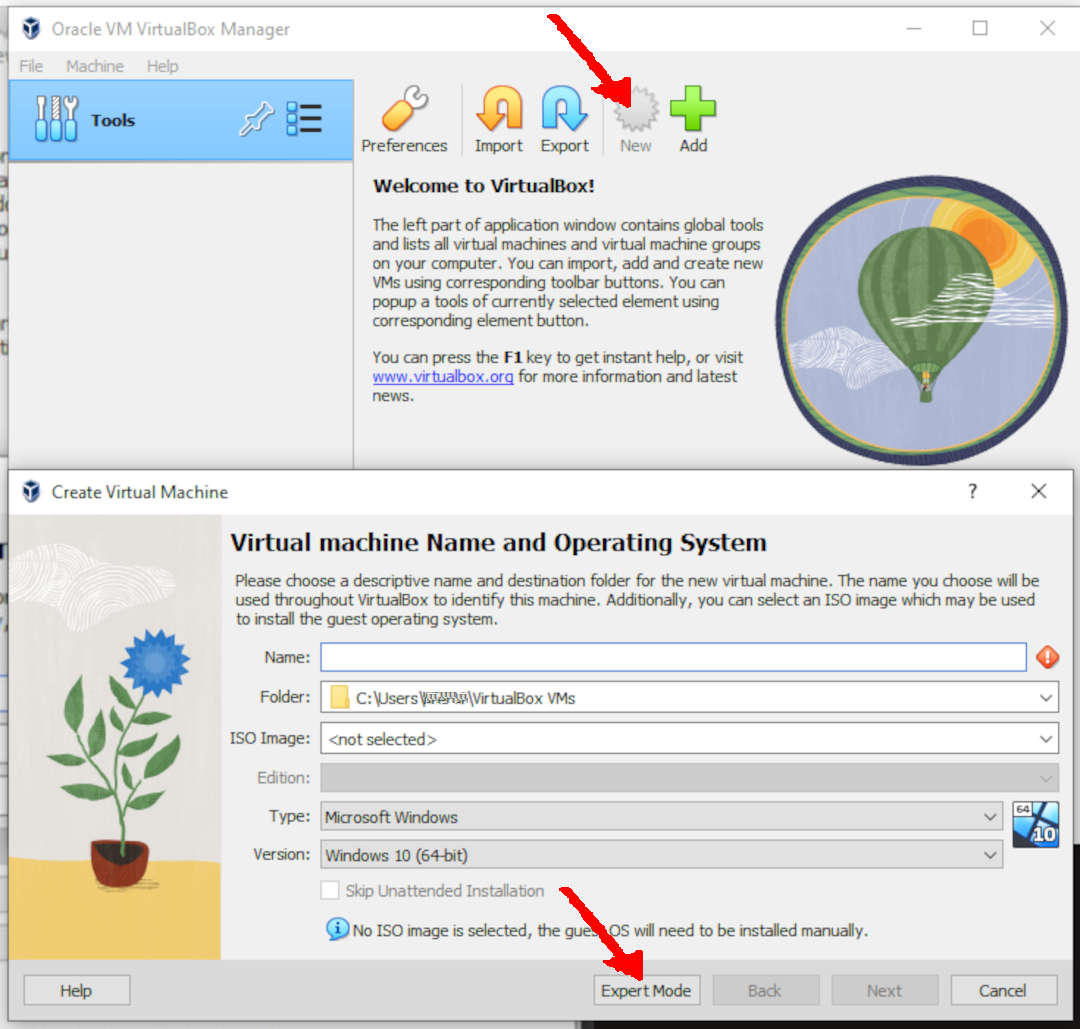 Oracle VM VirtualBox Manager
File Machine Help
Tools
Preferences Import Export New Add
Welcome to VirtualBox!
The left part of application window contains global tools
and lists all virtual machines and virtual machine groups
on your computer. You can import, add and create new
VMs using corresponding toolbar buttons. You can
popup a tools of currently selected element using
corresponding element button.
You can press the F1 key to get instant help, or visit
www.virtualbox.org for more information and latest
news.
Create Virtual Machine ?
Virtual machine Name and Operating System
Please choose a descriptive name and destination folder for the new virtual machine. The name you choose will be
used throughout VirtualBox to identify this machine. Additionally, you can select an ISO image which may be used
to install the guest operating system.
Name:
Folder: C:\Users\ \VirtualBox VMs
ISO Image: <not selected>
Edition:
Type: Microsoft Windows 64
10
Version: Windows 10 (64-bit)
Skip Unattended Installation
No ISO image is selected, the guest OS will need to be installed manually.
Help Expert Mode Back Next Cancel